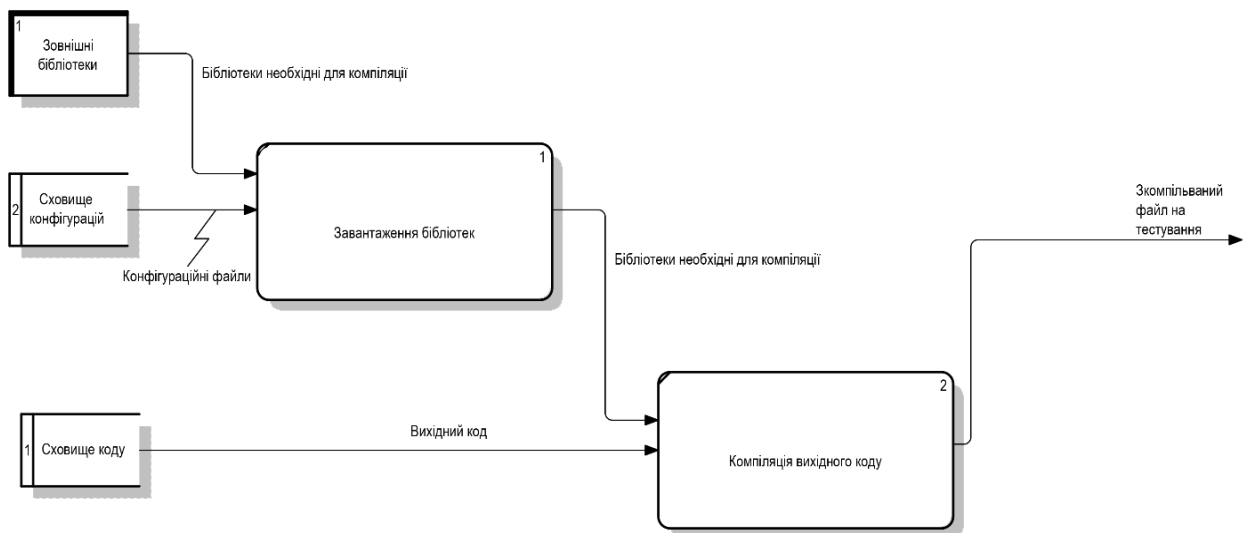 1
Зовнішні
бібліотеки
Бібліотеки необхідні для компіляції
2
Сховище
конфігурацій
Конфігураційні файли
1
Завантаження бібліотек
Бібліотеки необхідні для компіляції
Зкомпільваний
файл на
тестування
1
Сховище коду
Вихідний код
2
Компіляція вихідного коду